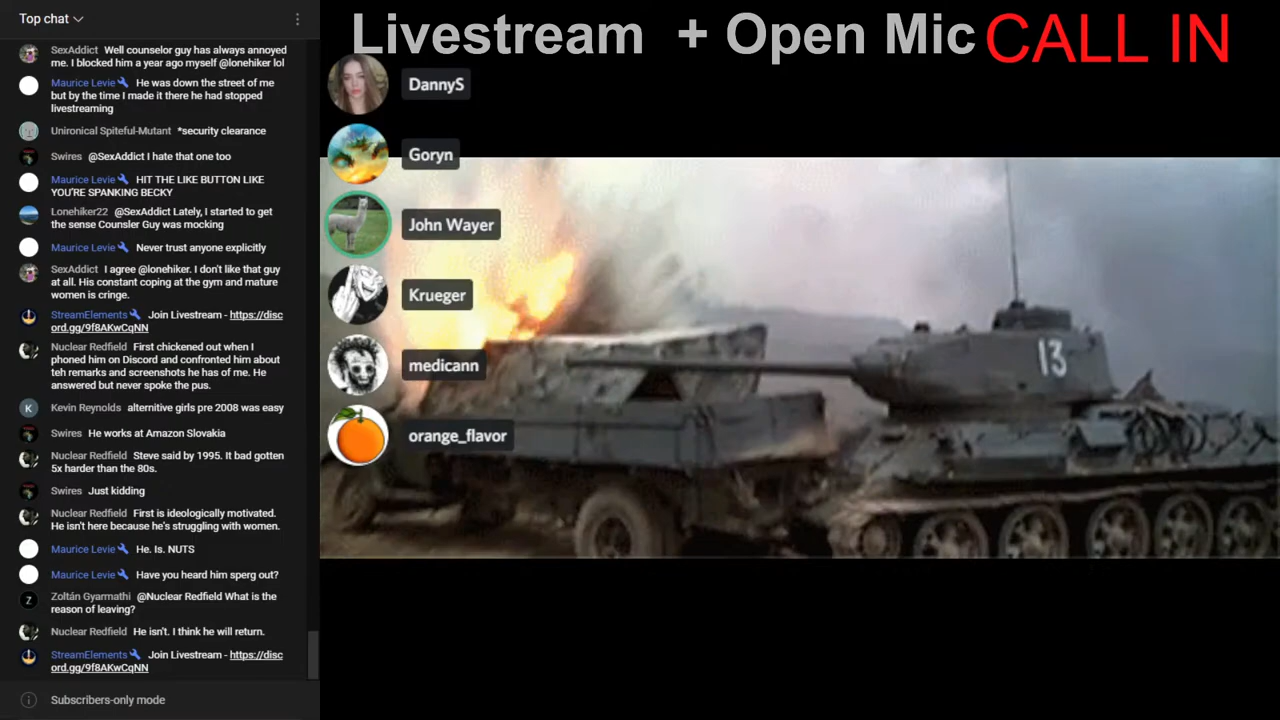 Top chat
SexAddict Well counselor guy has always annoyed
me. I blocked him a year ago myself @lonehiker lol
Maurice Levie He was down the street of me
but by the time I made it there he had stopped
livestreaming
Unironical Spiteful-Mutant *security clearance
Swires @SexAddict I hate that one too
Maurice Levie HIT THE LIKE BUTTON LIKE
YOU'RE SPANKING BECKY
Lonehiker22 @SexAddict Lately, I started to get
the sense Counsler Guy was mocking
Maurice Levie Never trust anyone explicitly
SexAddict I agree @lonehiker. I don't like that guy
at all. His constant coping at the gym and mature
women is cringe.
StreamElements Join Livestream - https://disc
ord.gg/9f8AKwCqNN
Nuclear Redfield First chickened out when I
phoned him on Discord and confronted him about
teh remarks and screenshots he has of me. He
answered but never spoke the pus.
K
Kevin Reynolds alternitive girls pre 2008 was easy
Swires He works at Amazon Slovakia
Nuclear Redfield Steve said by 1995. It bad gotten
5x harder than the 80s.
Swires Just kidding
Nuclear Redfield First is ideologically motivated.
He isn't here because he's struggling with women.
Maurice Levie He. Is. NUTS
Maurice Levie Have you heard him sperg out?
Z
Zoltán Gyarmathi @Nuclear Redfield What is the
reason of leaving?
Nuclear Redfield He isn't. I think he will return.
StreamElements Join Livestream - https://disc
ord.gg/9f8AKwCqNN
Subscribers-only mode
Livestream + Open Mic CALL IN
DannyS
Goryn
John Wayer
Krueger
medicann
orange_flavor
13